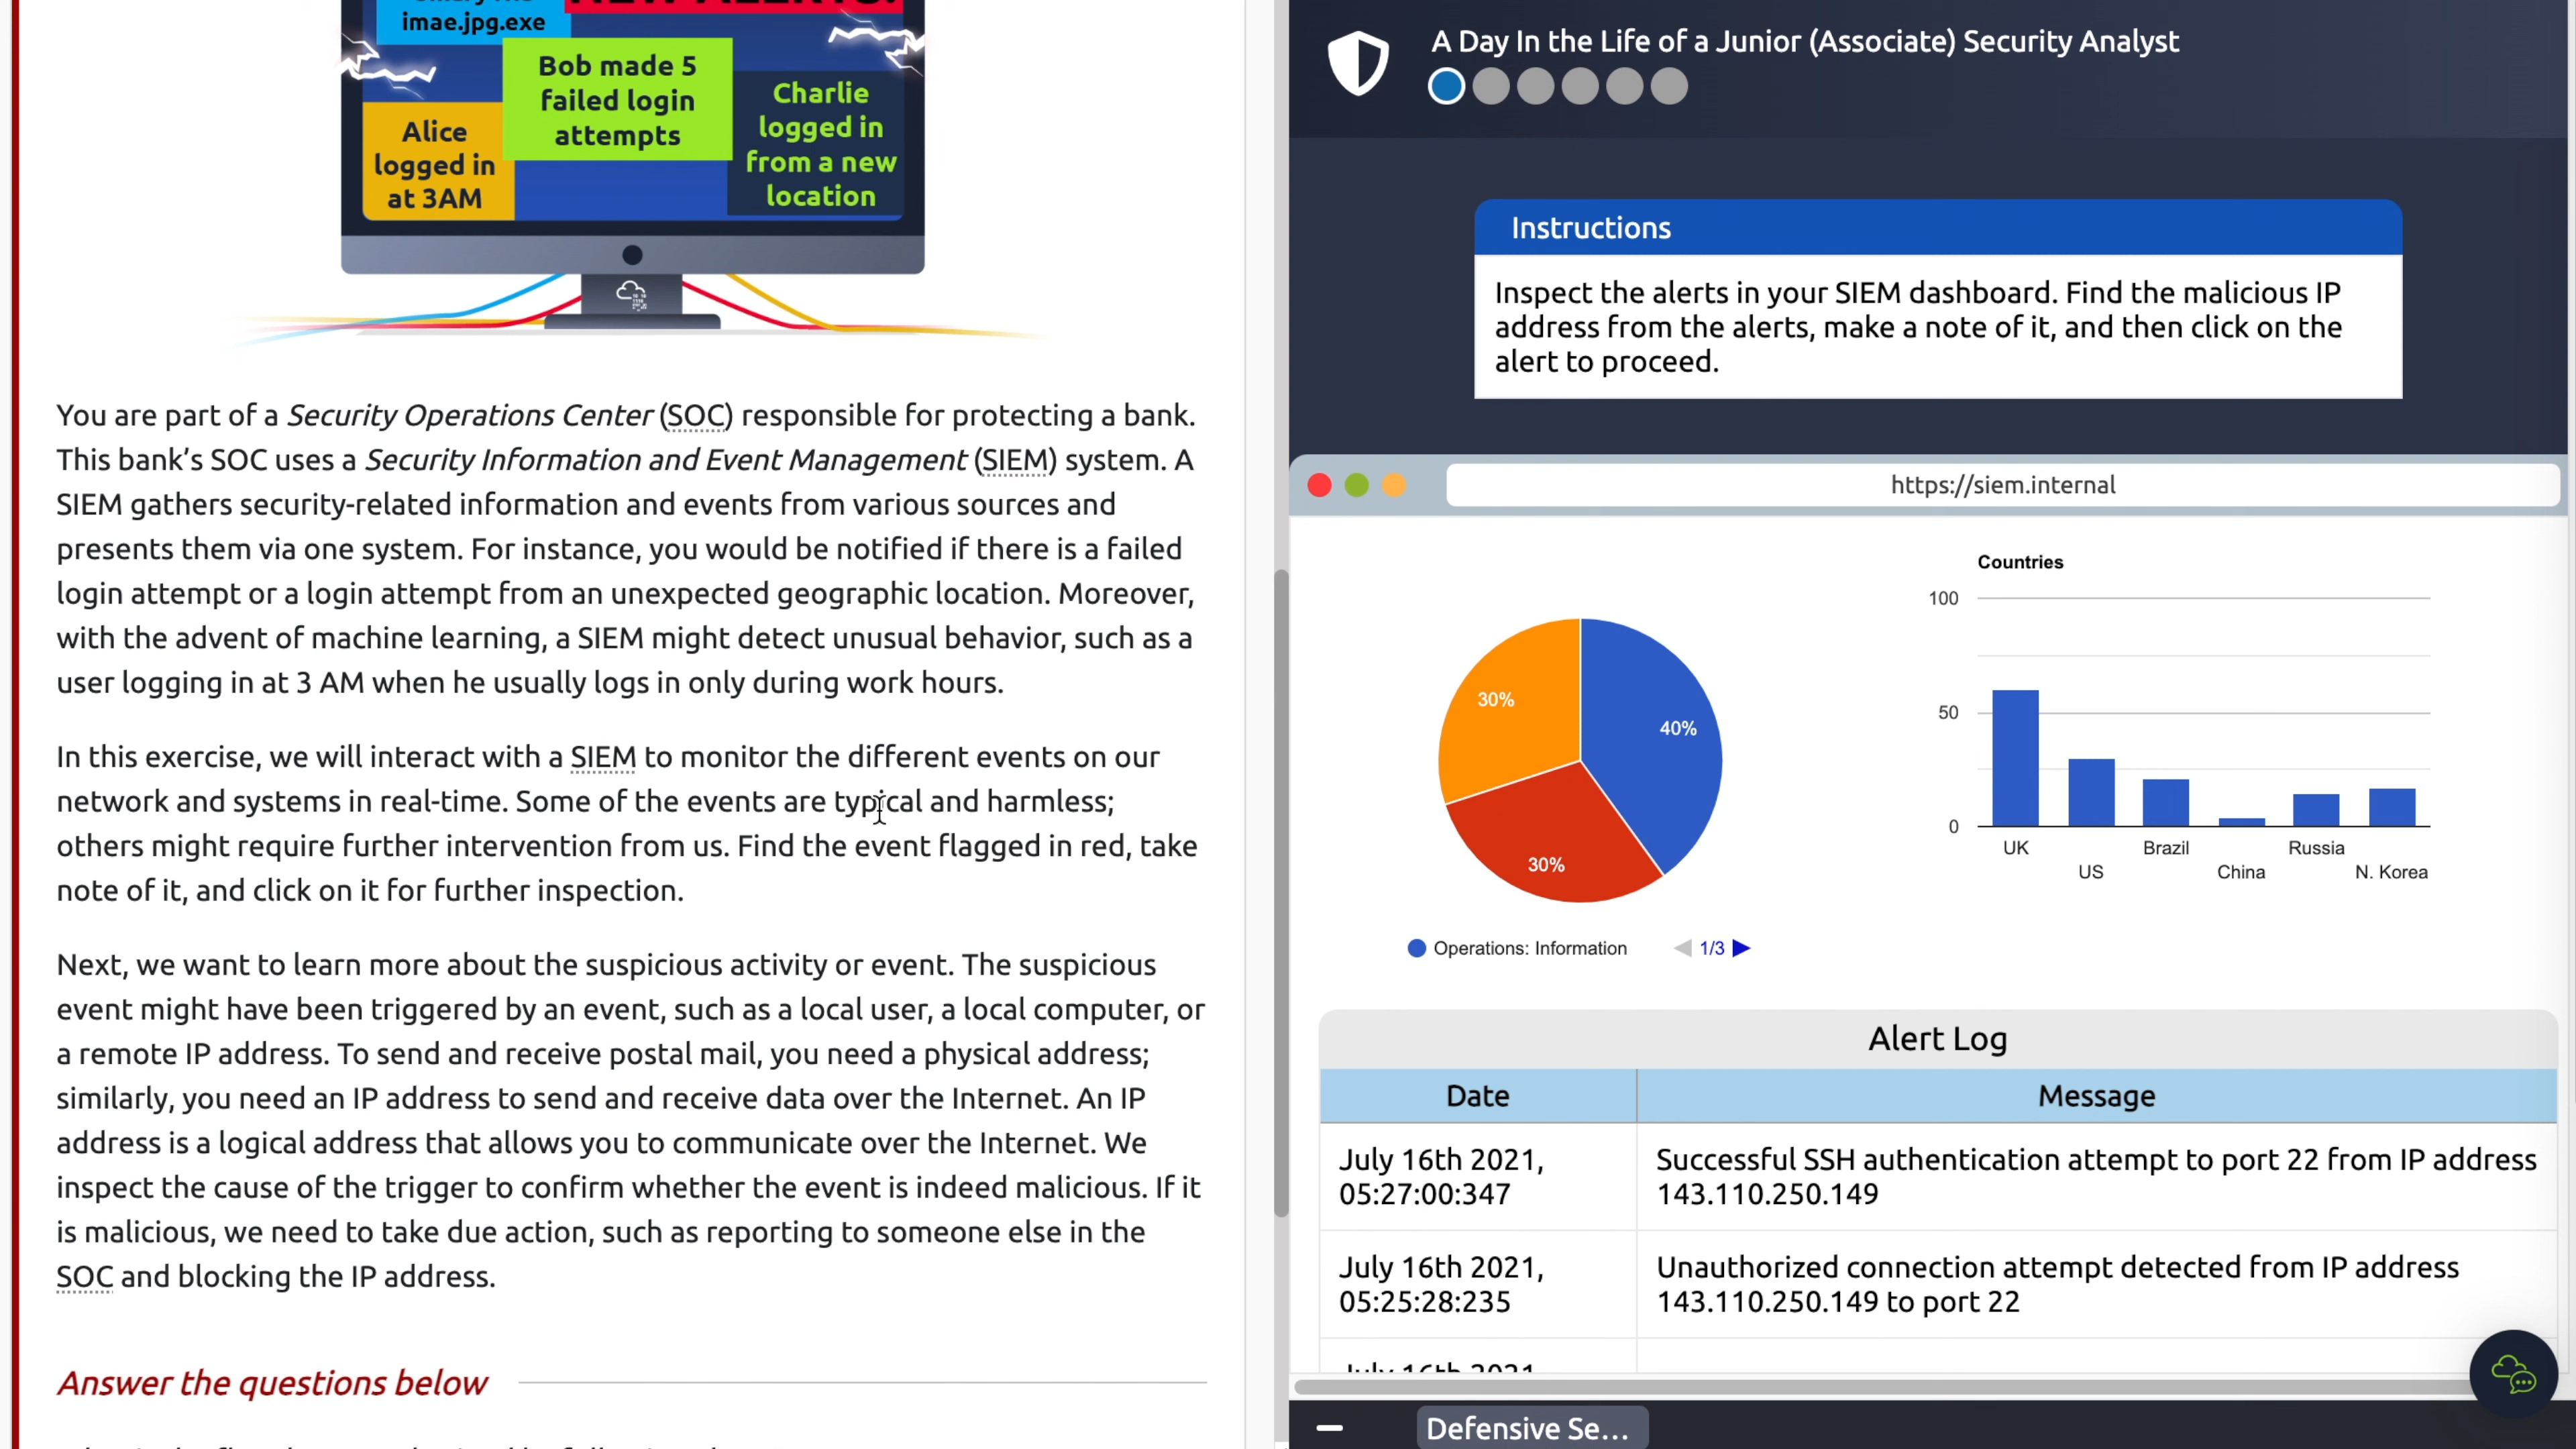 NEW ALERTS!
imae.jpg.exe
Bob made 5
failed login
attempts
Charlie
logged in
from a new
location
Alice
logged in
at 3AM
You are part of a Security Operations Center (SOC) responsible for protecting a bank.
This bank’s SOC uses a Security Information and Event Management (SIEM) system. A
SIEM gathers security-related information and events from various sources and
presents them via one system. For instance, you would be notified if there is a failed
login attempt or a login attempt from an unexpected geographic location. Moreover,
with the advent of machine learning, a SIEM might detect unusual behavior, such as a
user logging in at 3 AM when he usually logs in only during work hours.
In this exercise, we will interact with a SIEM to monitor the different events on our
network and systems in real-time. Some of the events are typical and harmless;
others might require further intervention from us. Find the event flagged in red, take
note of it, and click on it for further inspection.
Next, we want to learn more about the suspicious activity or event. The suspicious
event might have been triggered by an event, such as a local user, a local computer, or
a remote IP address. To send and receive postal mail, you need a physical address;
similarly, you need an IP address to send and receive data over the Internet. An IP
address is a logical address that allows you to communicate over the Internet. We
inspect the cause of the trigger to confirm whether the event is indeed malicious. If it
is malicious, we need to take due action, such as reporting to someone else in the
SOC and blocking the IP address.
Answer the questions below
A Day In the Life of a Junior (Associate) Security Analyst
Instructions
Inspect the alerts in your SIEM dashboard. Find the malicious IP
address from the alerts, make a note of it, and then click on the
alert to proceed.
https://siem.internal
30%
40%
30%
Operations: Information 1/3
Countries
100
50
0
UK
US
Brazil
China
Russia
N. Korea
Alert Log
Date Message
July 16th 2021,
05:27:00:347
Successful SSH authentication attempt to port 22 from IP address
143.110.250.149
July 16th 2021,
05:25:28:235
Unauthorized connection attempt detected from IP address
143.110.250.149 to port 22
July 16th 2021,
Defensive Se...